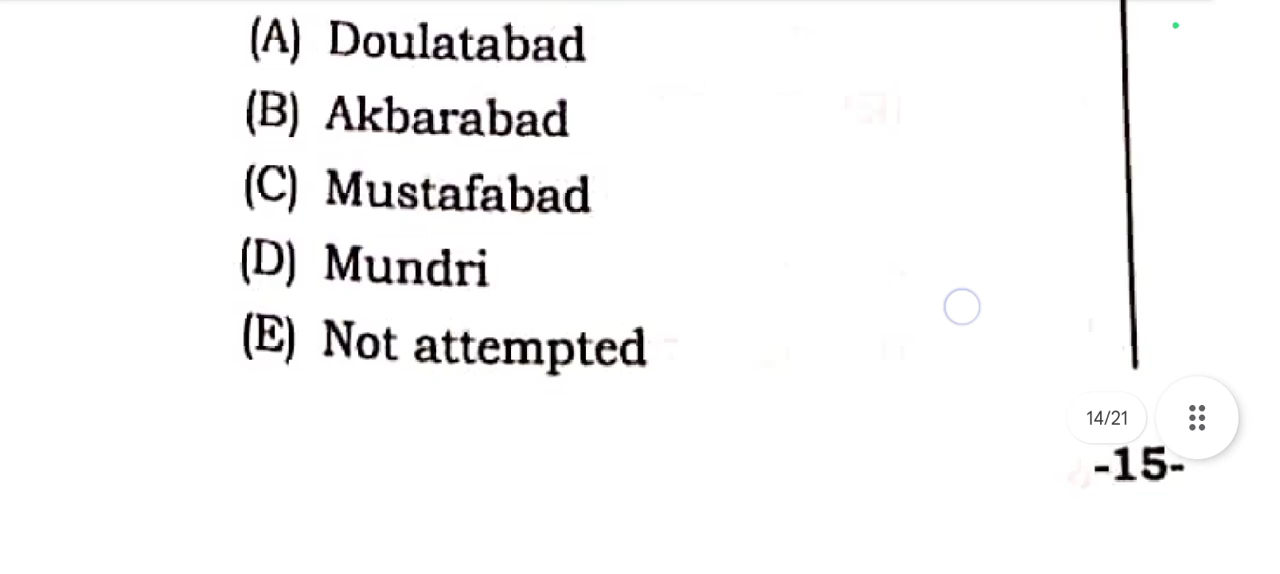 (A) Doulatabad
(B) Akbarabad
(C) Mustafabad
(D) Mundri
(E) Not attempted
14/21
-15-